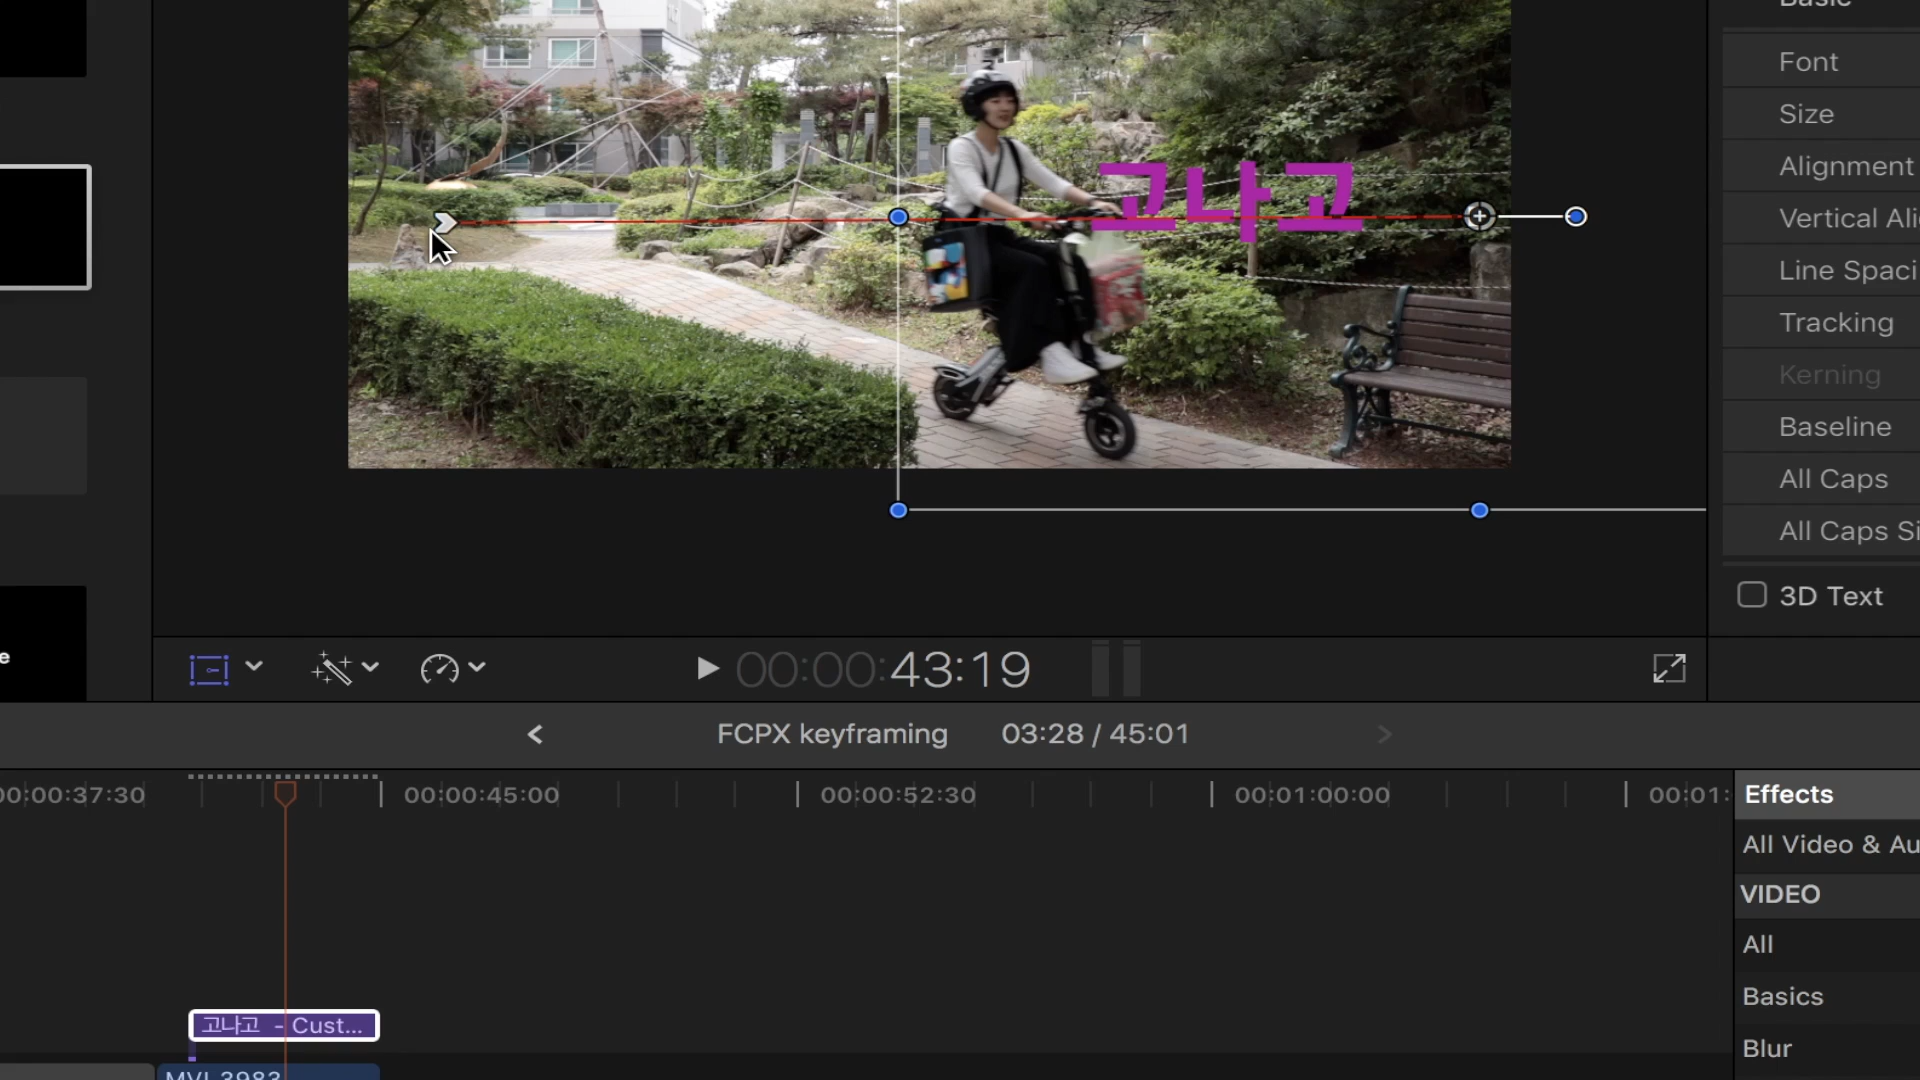 Basic
Font
Size
Alignment
Vertical Ali
Line Spaci
Tracking
Kerning
Baseline
All Caps
All Caps Si
3D Text
고나고
e
00:00:43:19
FCPX keyframing 03:28 / 45:01
00:00:37:30 00:00:45:00 00:00:52:30 00:01:00:00 00:01:
고나고 - Cust...
MVI_3983
Effects
All Video & Au
VIDEO
All
Basics
Blur